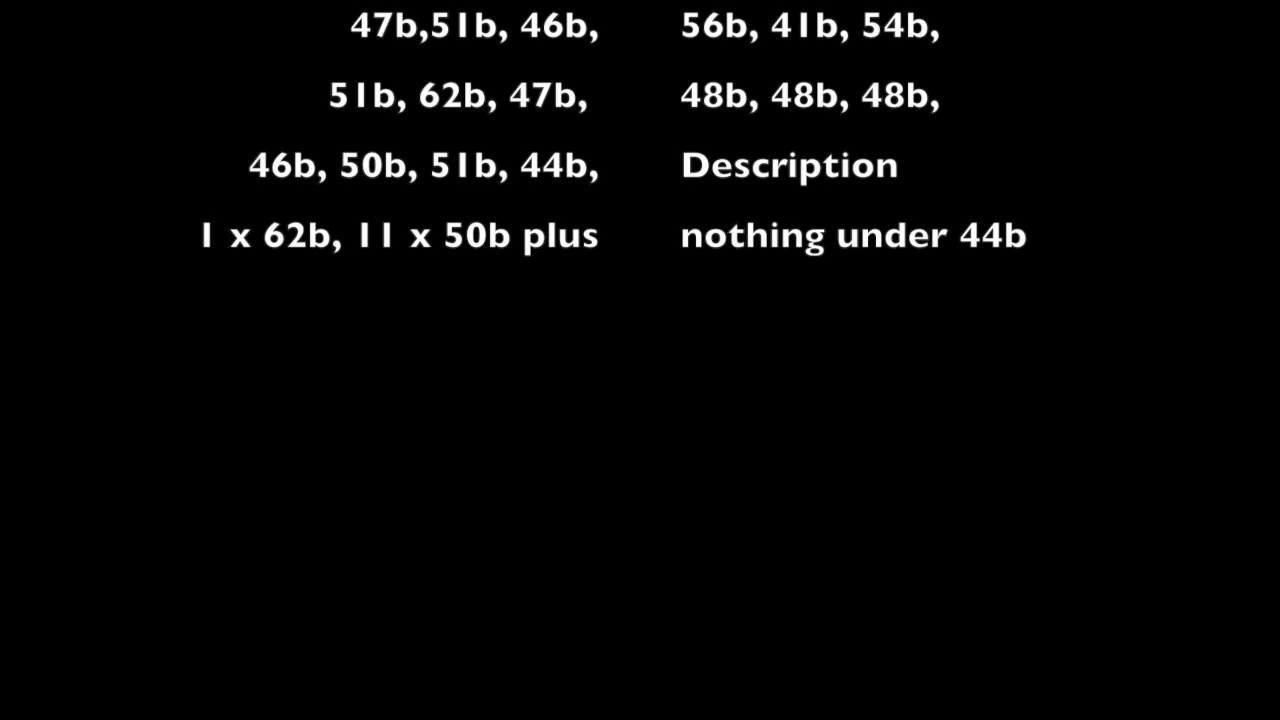 47b,51b, 46b, 56b, 41b, 54b,
51b, 62b, 47b, 48b, 48b, 48b,
46b, 50b, 51b, 44b, Description
1 x 62b, 11 x 50b plus nothing under 44b